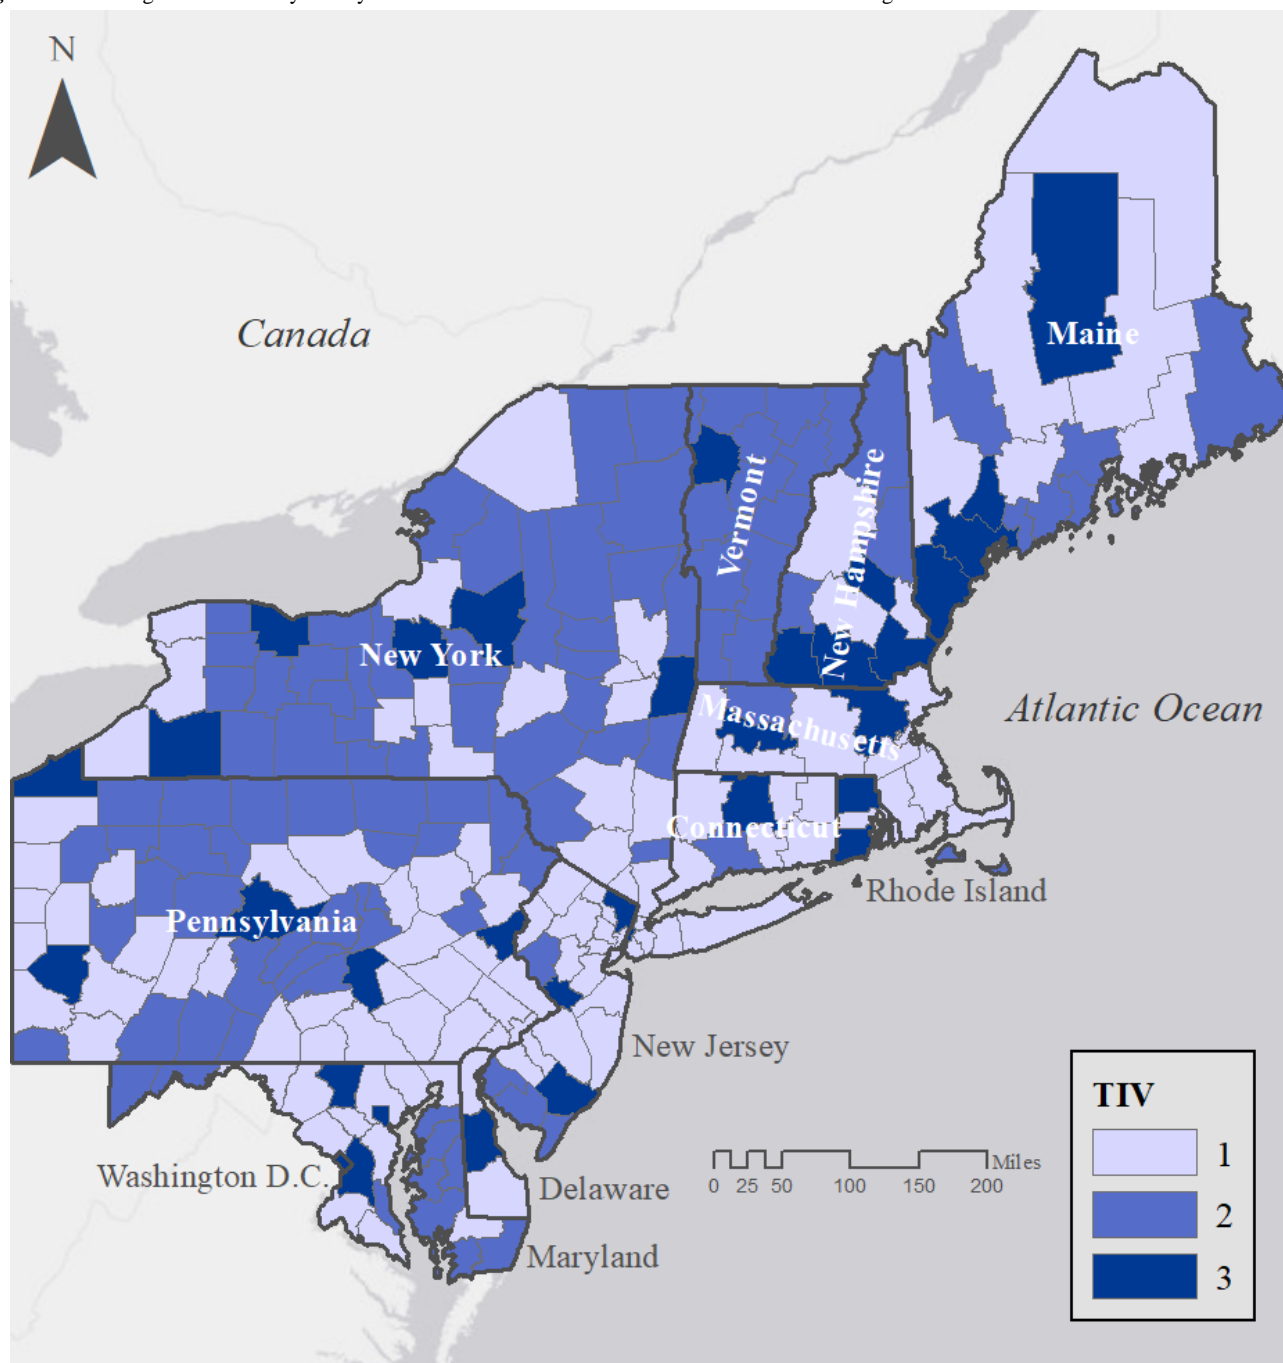 N
Canada
Maine
Vermont
New Hampshire
New York
Massachusetts
Atlantic Ocean
Connecticut
Rhode Island
Pennsylvania
New Jersey
Washington D.C.
Delaware
Maryland
Miles
0 25 50 100 150 200
TIV
1
2
3